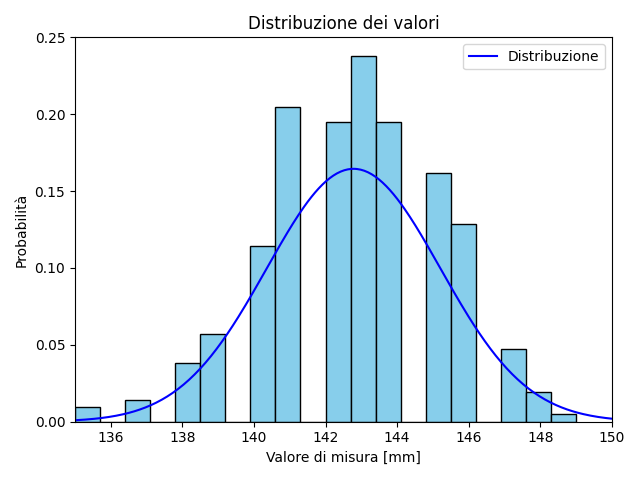 Distribuzione dei valori
Distribuzione
Probabilità
0.25
0.20
0.15
0.10
0.05
0.00
136 138 140 142 144 146 148 150
Valore di misura [mm]